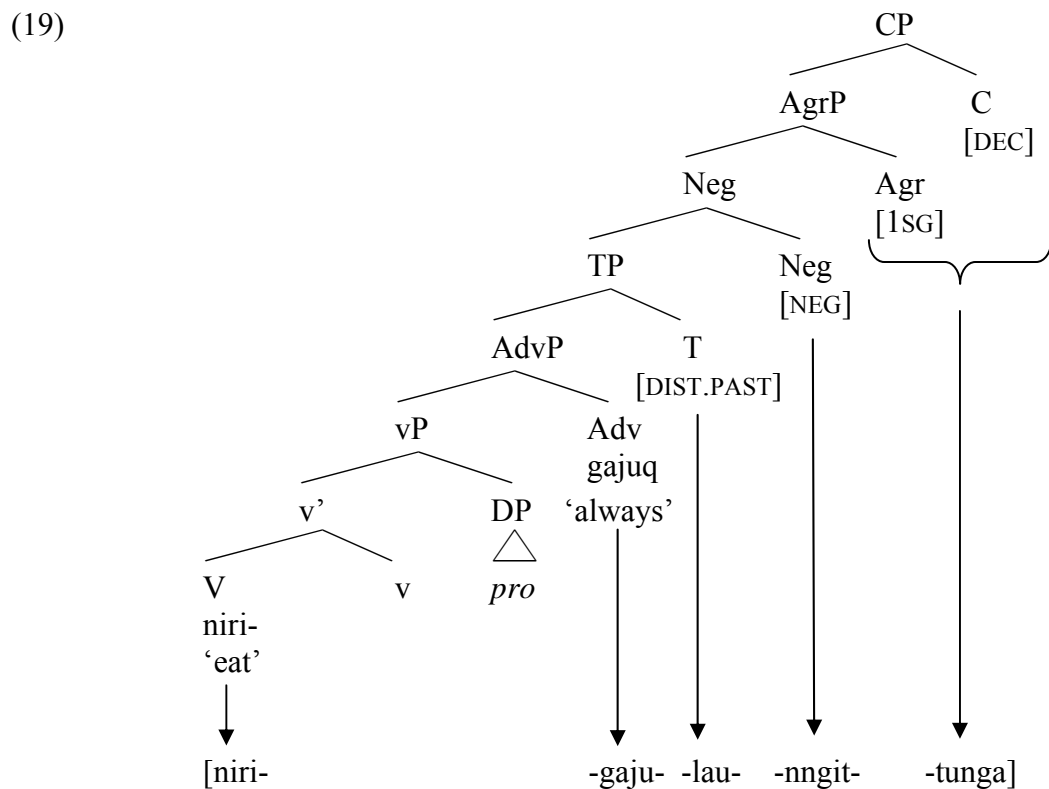 (19) CP
AgrP C
[DEC]
Neg Agr
[1SG]
TP Neg
[NEG]
AdvP T
[DIST.PAST]
vP Adv
gajuq
v’ DP ‘always’
V v pro
niri-
‘eat’
[niri- -gaju- -lau- -nngit- -tunga]